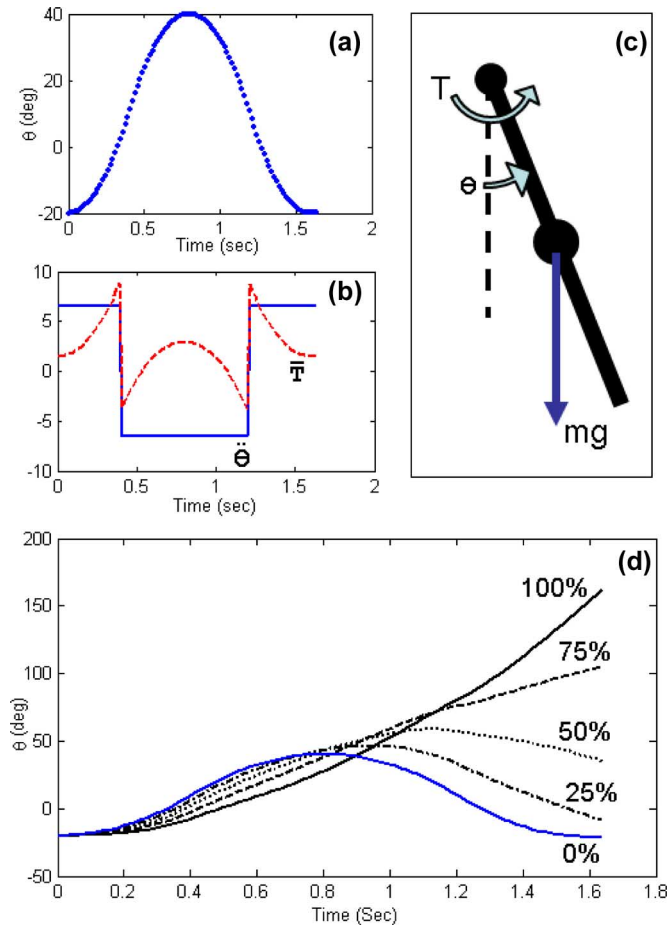 (a)
40
20
0
-20
θ (deg)
0 0.5 1 1.5 2
Time (sec)
(b)
10
5
0
-5
-10
T̿
Θ̈
0 0.5 1 1.5 2
Time (sec)
(c)
T
Θ
mg
(d)
200
150
100
50
0
-50
θ (deg)
100%
75%
50%
25%
0%
0 0.2 0.4 0.6 0.8 1 1.2 1.4 1.6 1.8
Time (Sec)